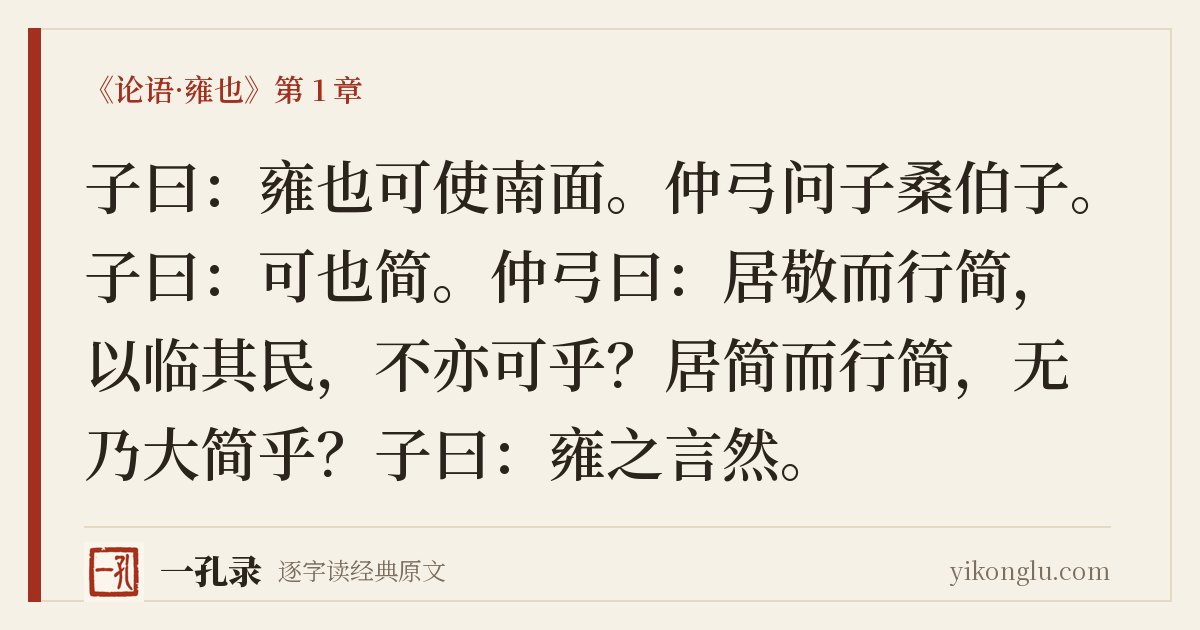 《论语·雍也》第 1 章
子曰：雍也可使南面。仲弓问子桑伯子。
子曰：可也简。仲弓曰：居敬而行简，
以临其民，不亦可乎？居简而行简，无
乃大简乎？子曰：雍之言然。
一孔
一孔录 逐字读经典原文
yikonglu.com